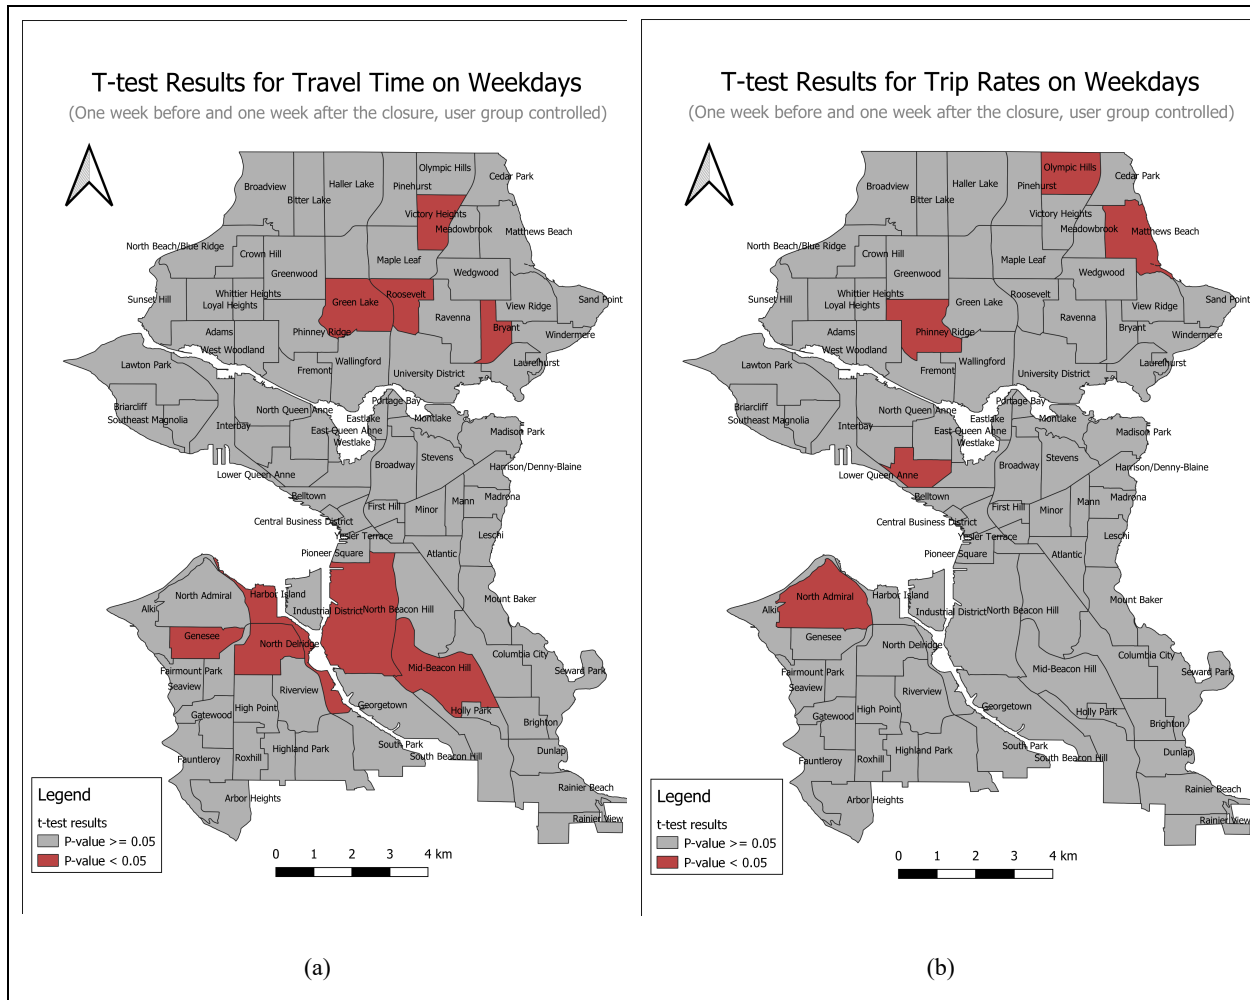 T-test Results for Travel Time on Weekdays
(One week before and one week after the closure, user group controlled)
Olympic Hills
Cedar Park
Haller Lake
Pinehurst
Broadview
Bitter Lake
Victory Heights
Meadowbrook
Matthews Beach
North Beach/Blue Ridge
Crown Hill
Maple Leaf
Greenwood
Wedgwood
Sunset Hill
Whittier Heights
Loyal Heights
Green Lake
Roosevelt
View Ridge
Sand Point
Ravenna
Adams
Phinney Ridge
Bryant
Windermere
West Woodland
Lawton Park
Wallingford
Laurelhurst
Fremont
University District
Portage Bay
Briarcliff
Southeast Magnolia
North Queen Anne
Eastlake
Montlake
Interbay
East Queen Anne
Westlake
Madison Park
Stevens
Broadway
Harrison/Denny-Blaine
Lower Queen Anne
Belltown
First Hill
Mann
Madrona
Minor
Central Business District
Yesler Terrace
Leschi
Pioneer Square
Atlantic
North Admiral
Harbor Island
Mount Baker
Alki
Industrial District
North Beacon Hill
Genesee
North Delridge
Columbia City
Fairmount Park
Mid-Beacon Hill
Seward Park
Seaview
Riverview
Gatewood
High Point
Georgetown
Holly Park
Brighton
Highland Park
South Park
Dunlap
Fauntleroy
Roxhill
South Beacon Hill
Rainier Beach
Arbor Heights
Rainier View
Legend
t-test results
P-value >= 0.05
P-value < 0.05
0 1 2 3 4 km
(a)
T-test Results for Trip Rates on Weekdays
(One week before and one week after the closure, user group controlled)
Olympic Hills
Cedar Park
Haller Lake
Pinehurst
Broadview
Bitter Lake
Victory Heights
Meadowbrook
Matthews Beach
North Beach/Blue Ridge
Crown Hill
Maple Leaf
Greenwood
Wedgwood
Sunset Hill
Whittier Heights
Loyal Heights
Green Lake
Roosevelt
View Ridge
Sand Point
Ravenna
Adams
Phinney Ridge
Bryant
Windermere
West Woodland
Lawton Park
Wallingford
Laurelhurst
Fremont
University District
Portage Bay
Briarcliff
Southeast Magnolia
North Queen Anne
Eastlake
Montlake
Interbay
East Queen Anne
Westlake
Madison Park
Stevens
Broadway
Harrison/Denny-Blaine
Lower Queen Anne
Belltown
First Hill
Mann
Madrona
Minor
Central Business District
Yesler Terrace
Leschi
Pioneer Square
Atlantic
North Admiral
Harbor Island
Mount Baker
Alki
Industrial District
North Beacon Hill
Genesee
North Delridge
Columbia City
Fairmount Park
Mid-Beacon Hill
Seward Park
Seaview
Riverview
Gatewood
High Point
Georgetown
Holly Park
Brighton
Highland Park
South Park
Dunlap
Fauntleroy
Roxhill
South Beacon Hill
Rainier Beach
Arbor Heights
Rainier View
Legend
t-test results
P-value >= 0.05
P-value < 0.05
0 1 2 3 4 km
(b)